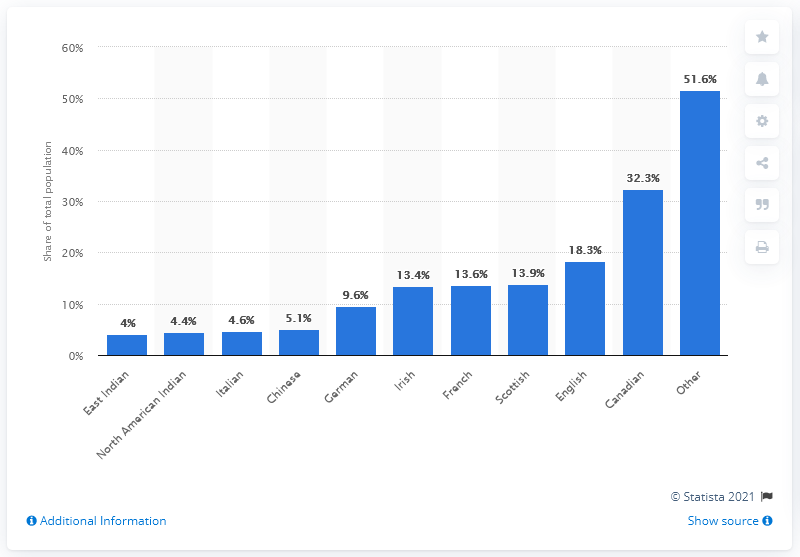 60%
50%
40%
30%
20%
10%
0%
Share of total population
4%
4.4%
4.6%
5.1%
9.6%
13.4%
13.6%
13.9%
18.3%
32.3%
51.6%
East Indian
North American Indian
Italian
Chinese
German
Irish
French
Scottish
English
Canadian
Other
© Statista 2021
Additional Information
Show source